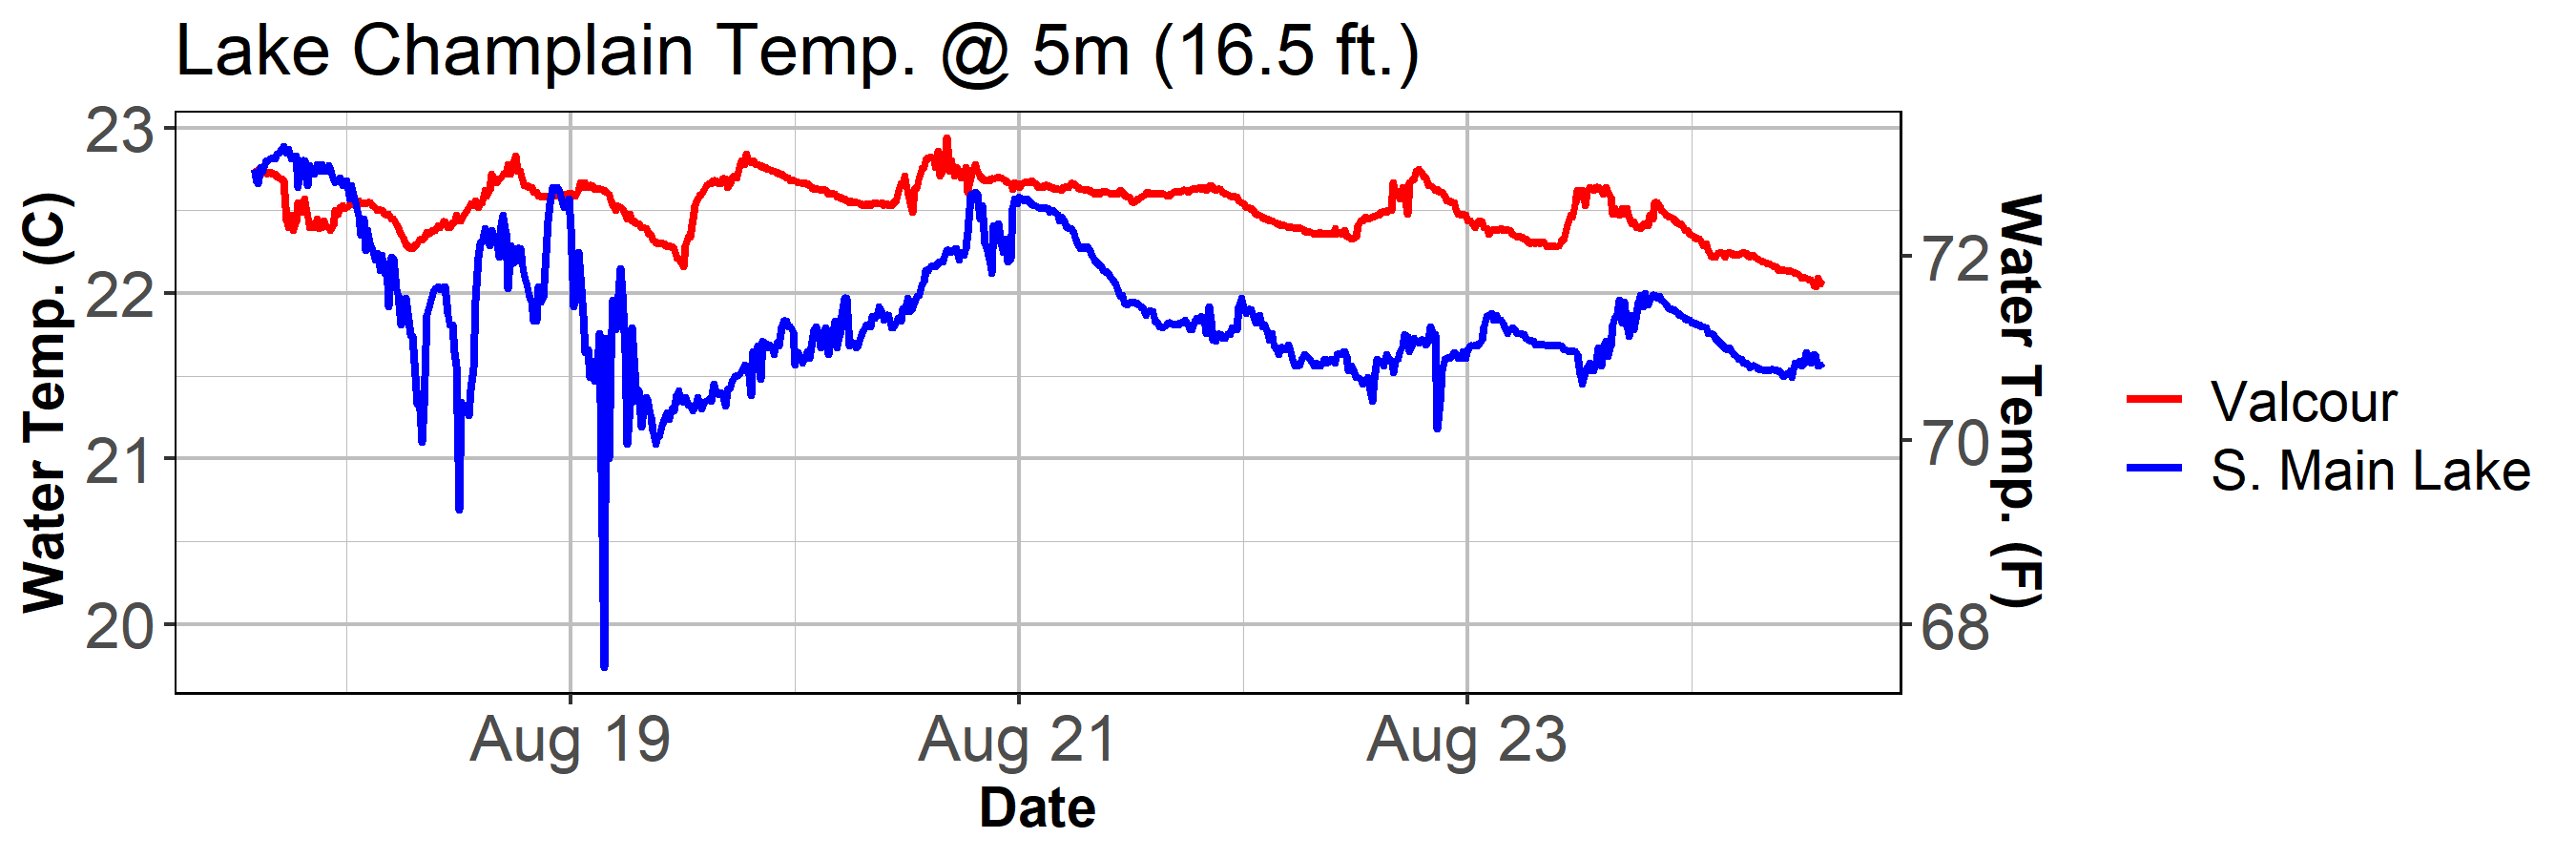 Lake Champlain Temp. @ 5m (16.5 ft.)
Water Temp. (C)
23
22
21
20
72
70
68
Water Temp. (F)
Aug 19
Aug 21
Aug 23
Date
Valcour
S. Main Lake